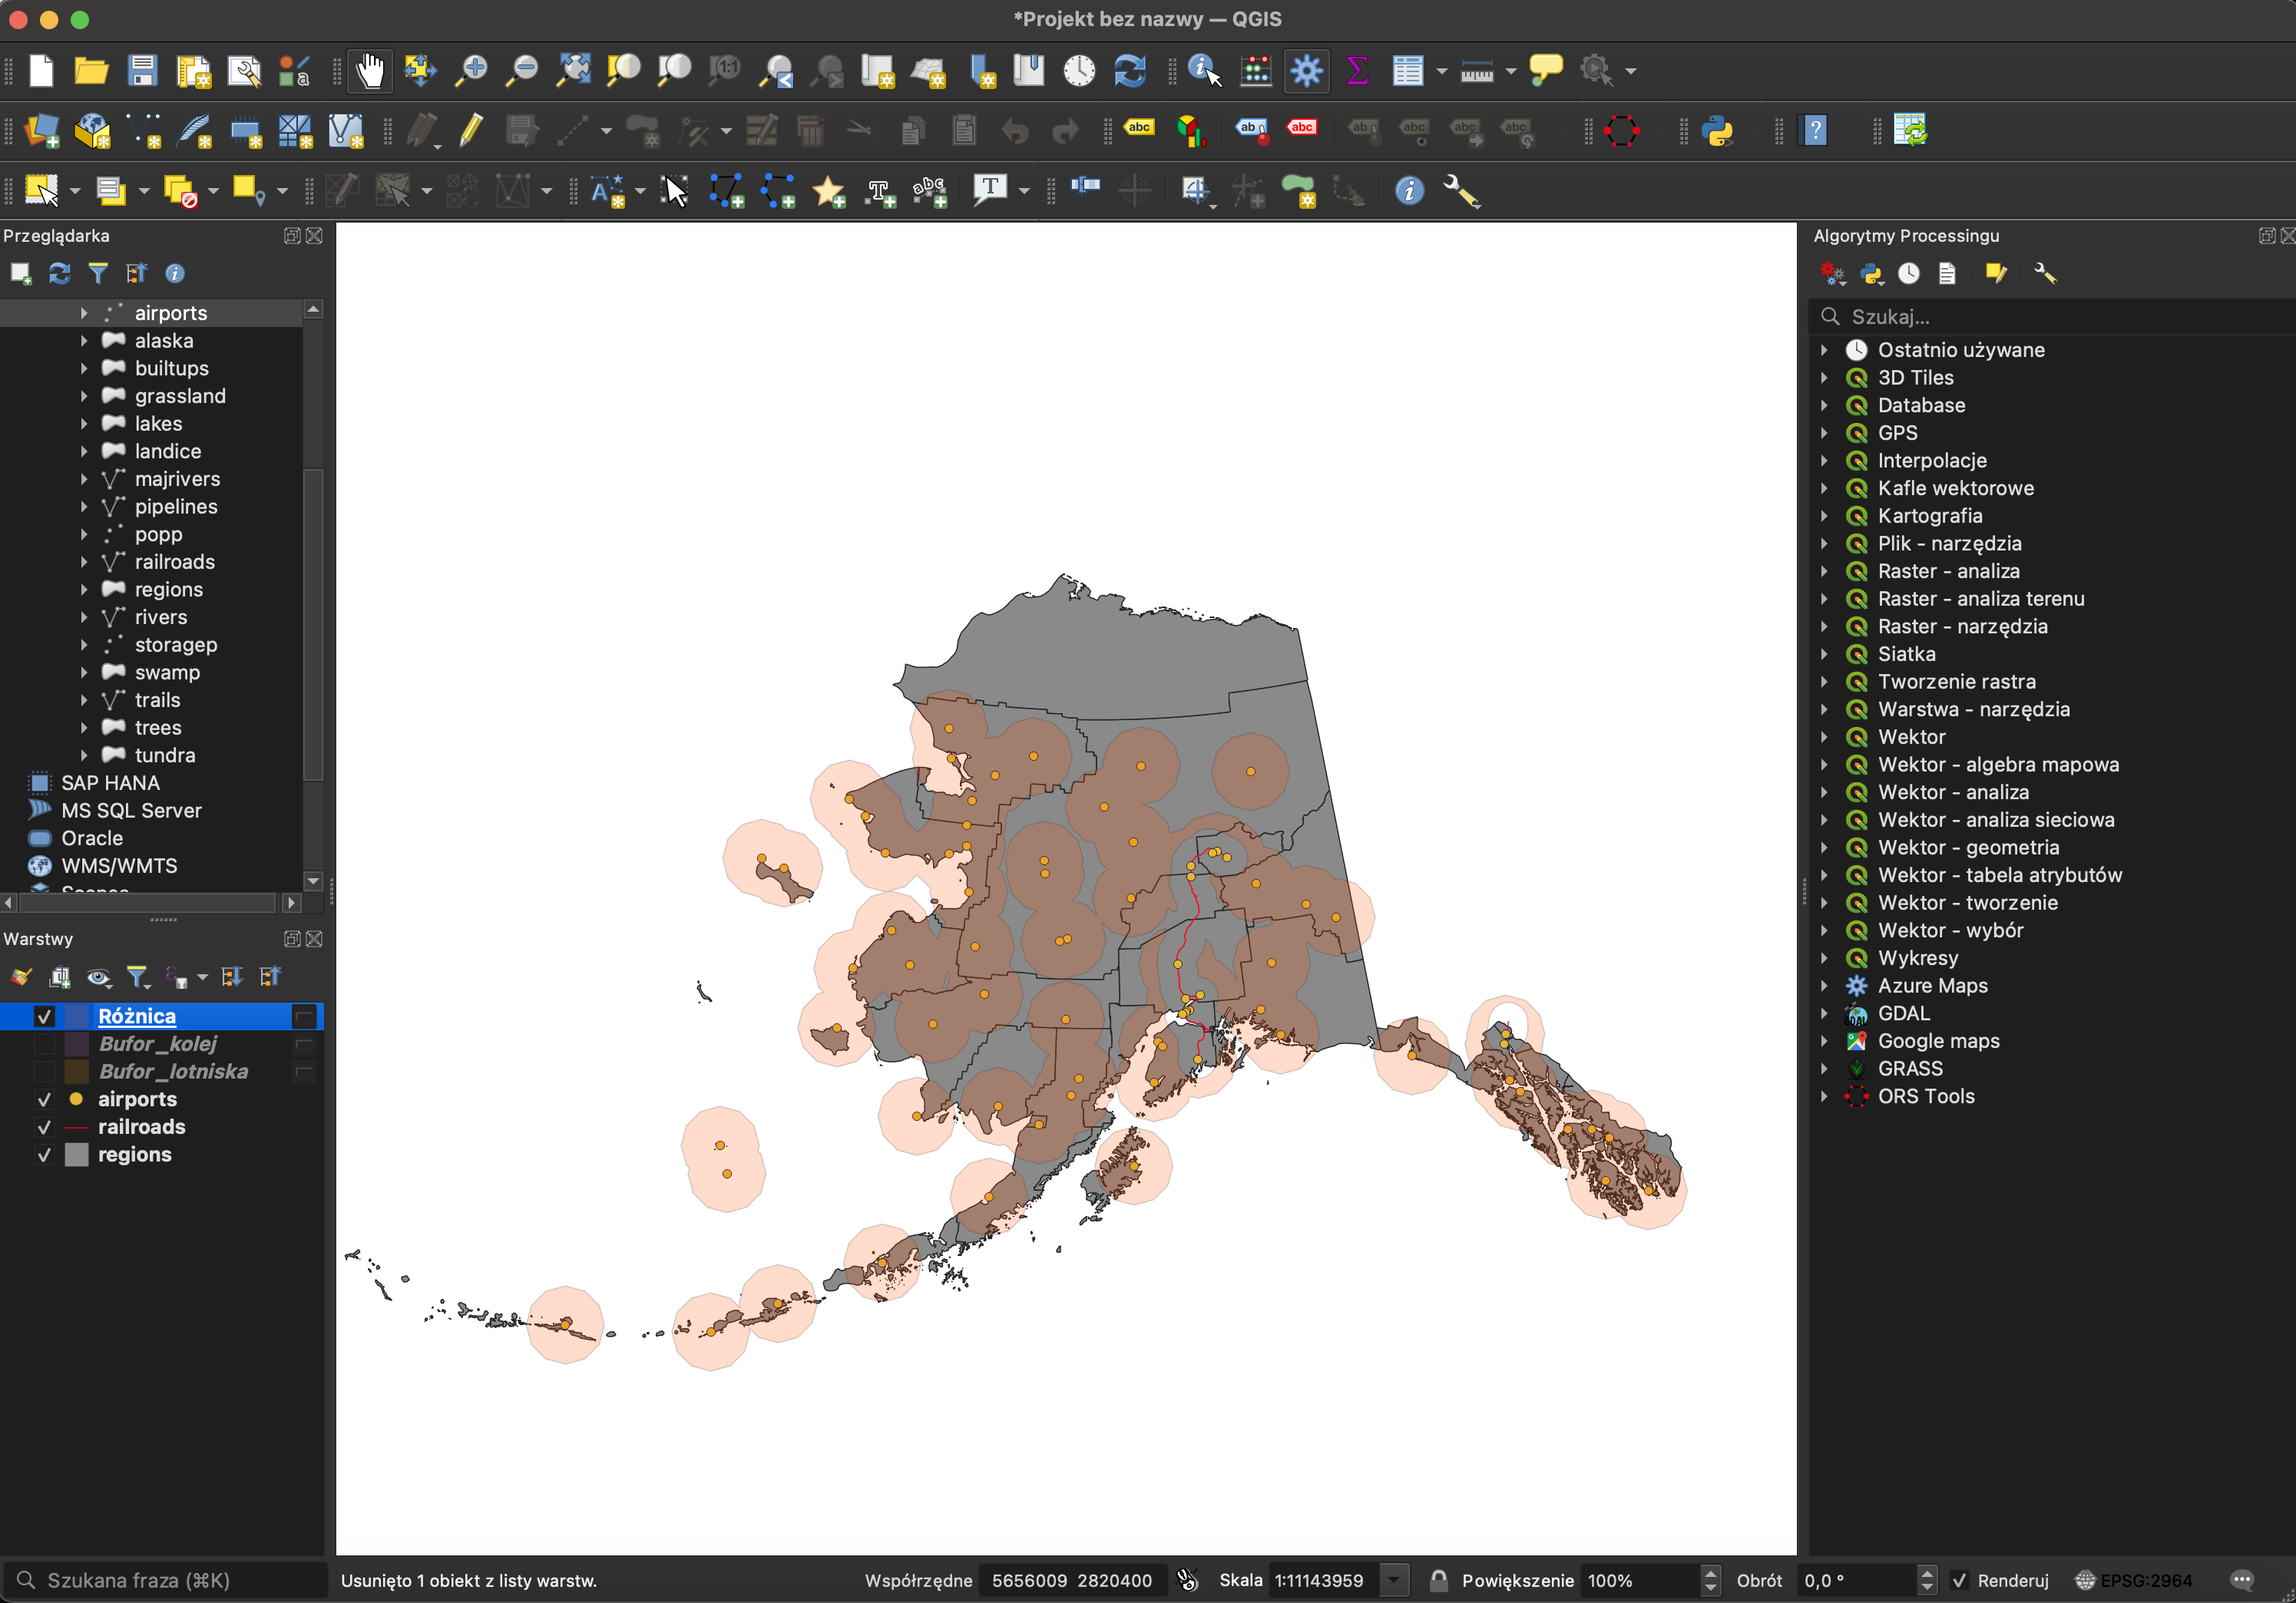 *Projekt bez nazwy — QGIS
Przeglądarka
airports
alaska
builtups
grassland
lakes
landice
majrivers
pipelines
popp
railroads
regions
rivers
storagep
swamp
trails
trees
tundra
SAP HANA
MS SQL Server
Oracle
WMS/WMTS
Scenes
Warstwy
Różnica
Bufor_kolej
Bufor_lotniska
airports
railroads
regions
Algorytmy Processingu
Szukaj...
Ostatnio używane
3D Tiles
Database
GPS
Interpolacje
Kafle wektorowe
Kartografia
Plik - narzędzia
Raster - analiza
Raster - analiza terenu
Raster - narzędzia
Siatka
Tworzenie rastra
Warstwa - narzędzia
Wektor
Wektor - algebra mapowa
Wektor - analiza
Wektor - analiza sieciowa
Wektor - geometria
Wektor - tabela atrybutów
Wektor - tworzenie
Wektor - wybór
Wykresy
Azure Maps
GDAL
Google maps
GRASS
ORS Tools
Szukana fraza (⌘K)
Usunięto 1 obiekt z listy warstw.
Współrzędne 5656009 2820400
Skala 1:11143959
Powiększenie 100%
Obrót 0,0 °
Renderuj
EPSG:2964